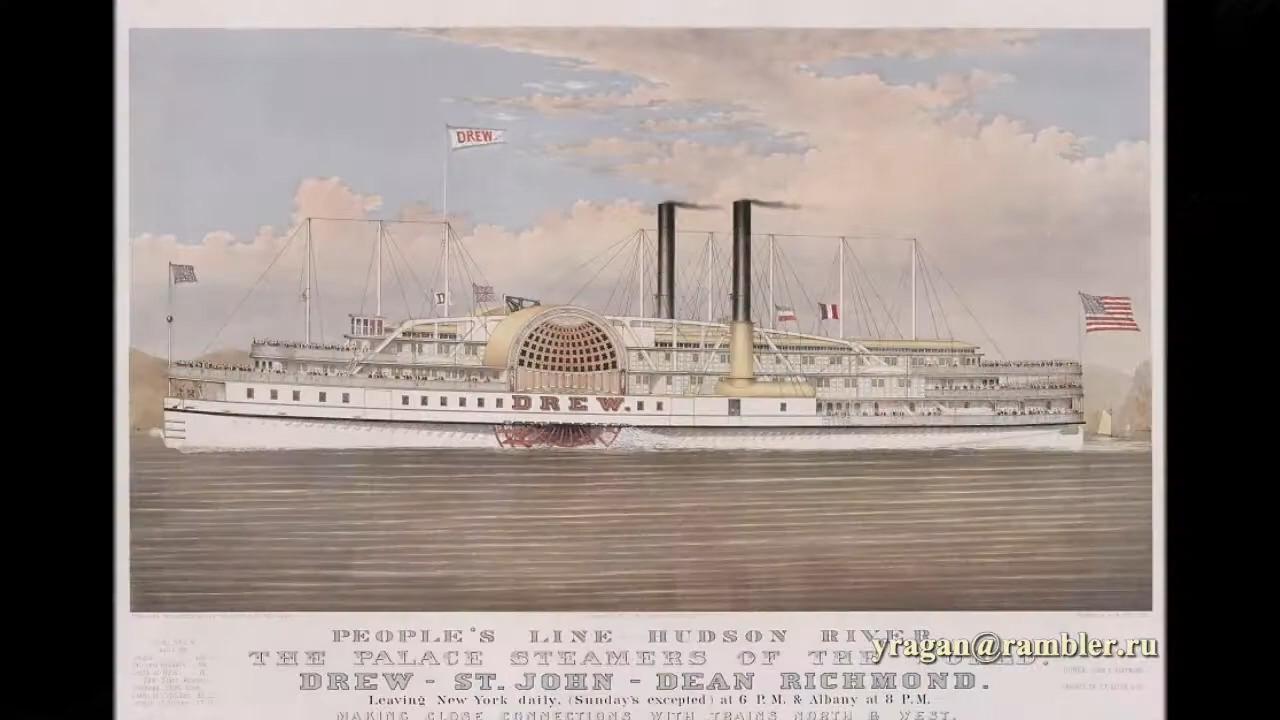 DREW.
D
DREW.
PEOPLE'S LINE HUDSON RIVER.
THE PALACE STEAMERS OF THE WORLD.
yragan@rambler.ru
DREW - ST. JOHN - DEAN RICHMOND.
Leaving New York daily, (Sunday's excepted) at 6 P.M. & Albany at 8 P.M.
MAKING CLOSE CONNECTIONS WITH TRAINS NORTH & WEST.